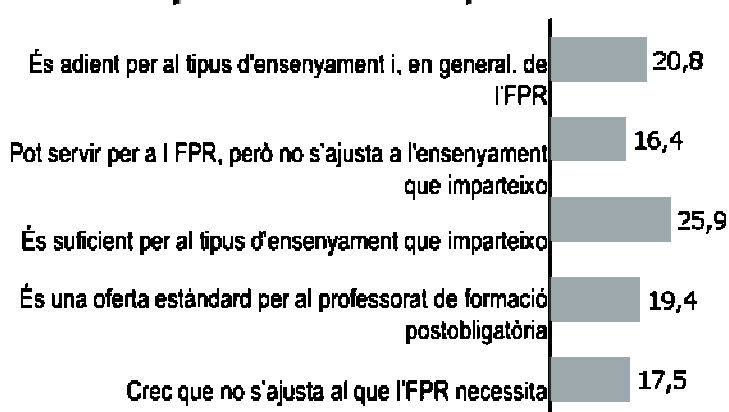 És adient per al tipus d'ensenyament i, en general. de
l'FPR
20,8
Pot servir per a l FPR, però no s'ajusta a l'ensenyament
que imparteixo
16,4
És suficient per al tipus d'ensenyament que imparteixo
25,9
És una oferta estàndard per al professorat de formació
postobligatòria
19,4
Crec que no s'ajusta al que l'FPR necessita
17,5